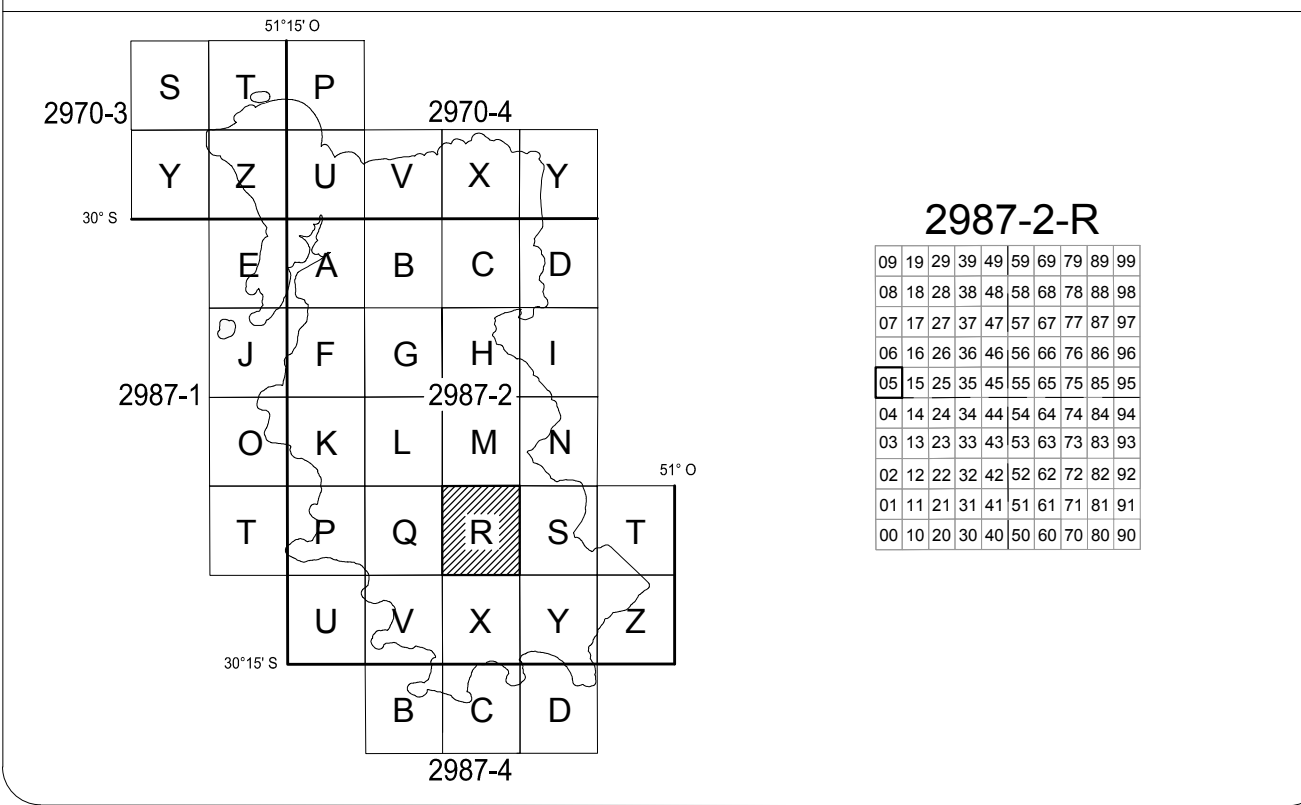 51°15' O
S T P
2970-3
2970-4
Y Z U V X Y
30° S
E A B C D
J F G H I
2987-1
2987-2
O K L M N
51° O
T P Q R S T
U V X Y Z
30°15' S
B C D
2987-4
2987-2-R
09 19 29 39 49 59 69 79 89 99
08 18 28 38 48 58 68 78 88 98
07 17 27 37 47 57 67 77 87 97
06 16 26 36 46 56 66 76 86 96
05 15 25 35 45 55 65 75 85 95
04 14 24 34 44 54 64 74 84 94
03 13 23 33 43 53 63 73 83 93
02 12 22 32 42 52 62 72 82 92
01 11 21 31 41 51 61 71 81 91
00 10 20 30 40 50 60 70 80 90